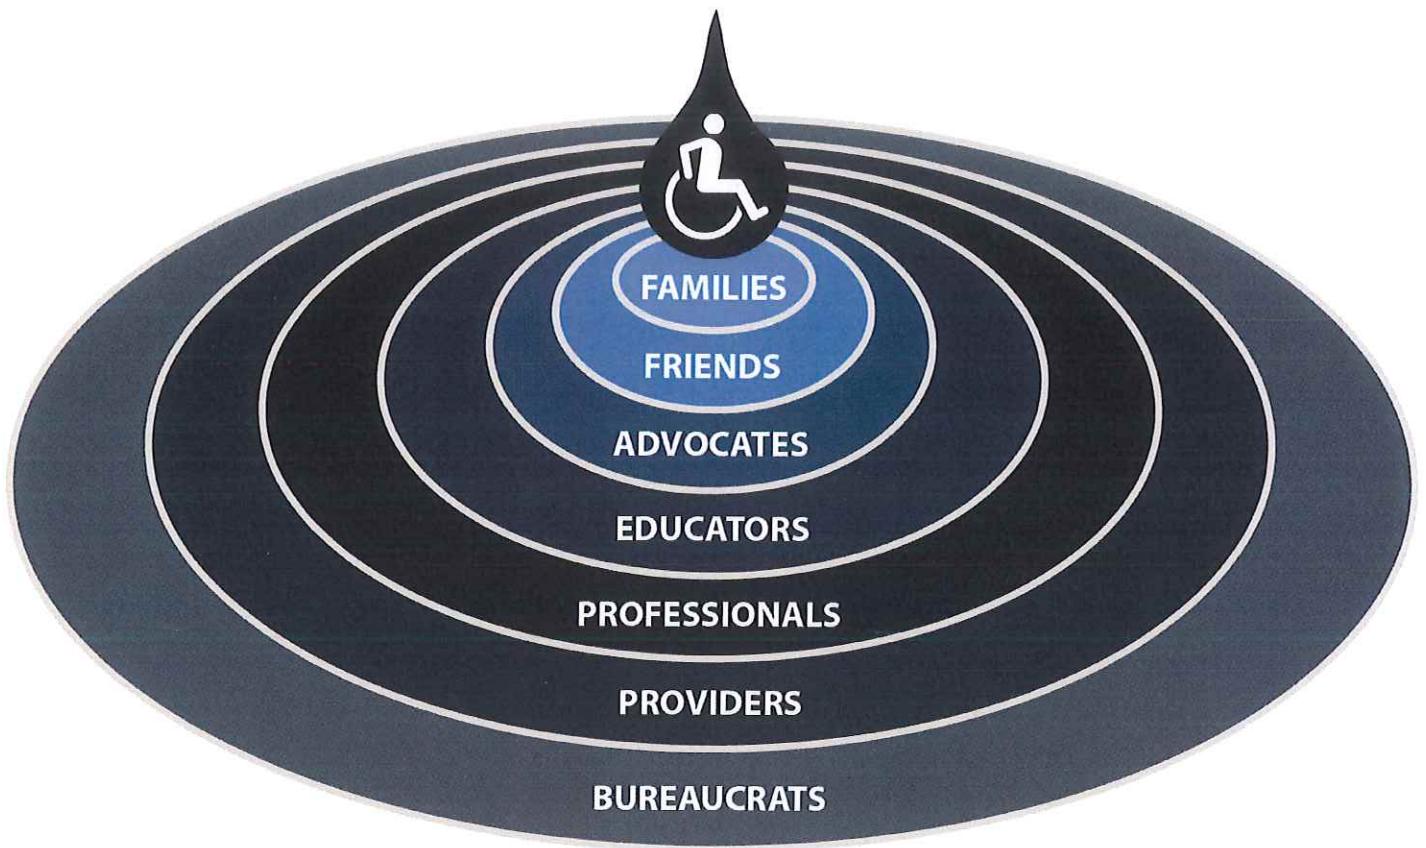 FAMILIES
FRIENDS
ADVOCATES
EDUCATORS
PROFESSIONALS
PROVIDERS
BUREAUCRATS